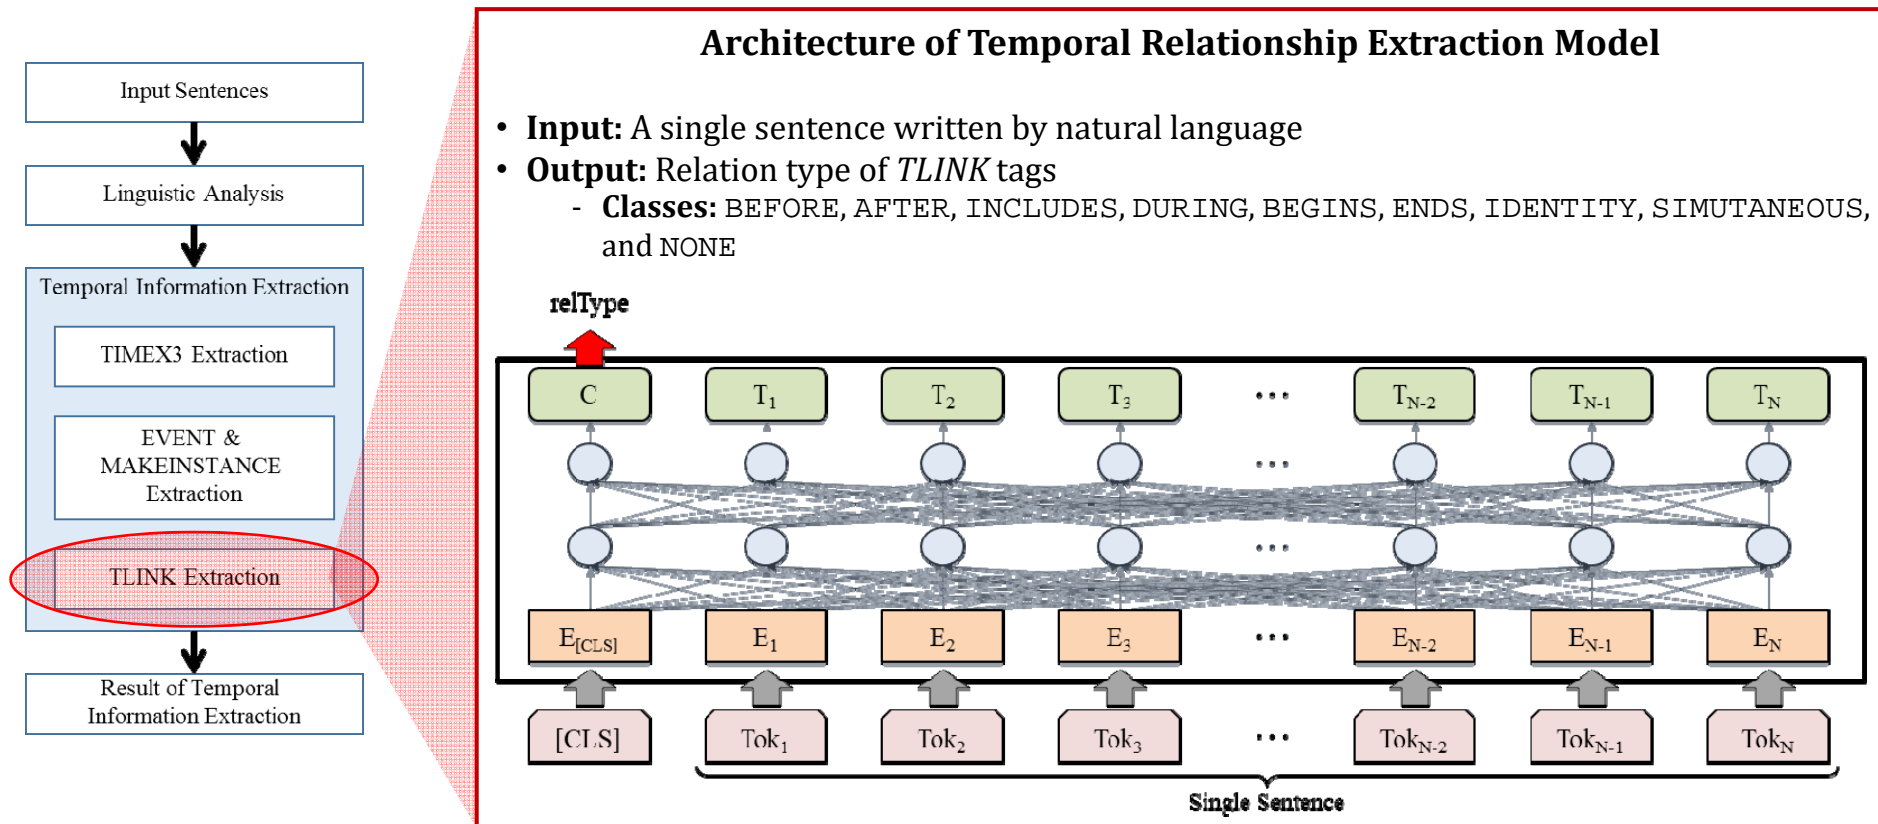 Input Sentences
Linguistic Analysis
Temporal Information Extraction
TIMEX3 Extraction
EVENT &
MAKEINSTANCE
Extraction
TLINK Extraction
Result of Temporal
Information Extraction
Architecture of Temporal Relationship Extraction Model
• Input: A single sentence written by natural language
• Output: Relation type of TLINK tags
- Classes: BEFORE, AFTER, INCLUDES, DURING, BEGINS, ENDS, IDENTITY, SIMUTANEOUS,
and NONE
relType
C T1 T2 T3 ··· TN-2 TN-1 TN
···
···
E[CLS] E1 E2 E3 ··· EN-2 EN-1 EN
[CLS] Tok1 Tok2 Tok3 ··· TokN-2 TokN-1 TokN
Single Sentence